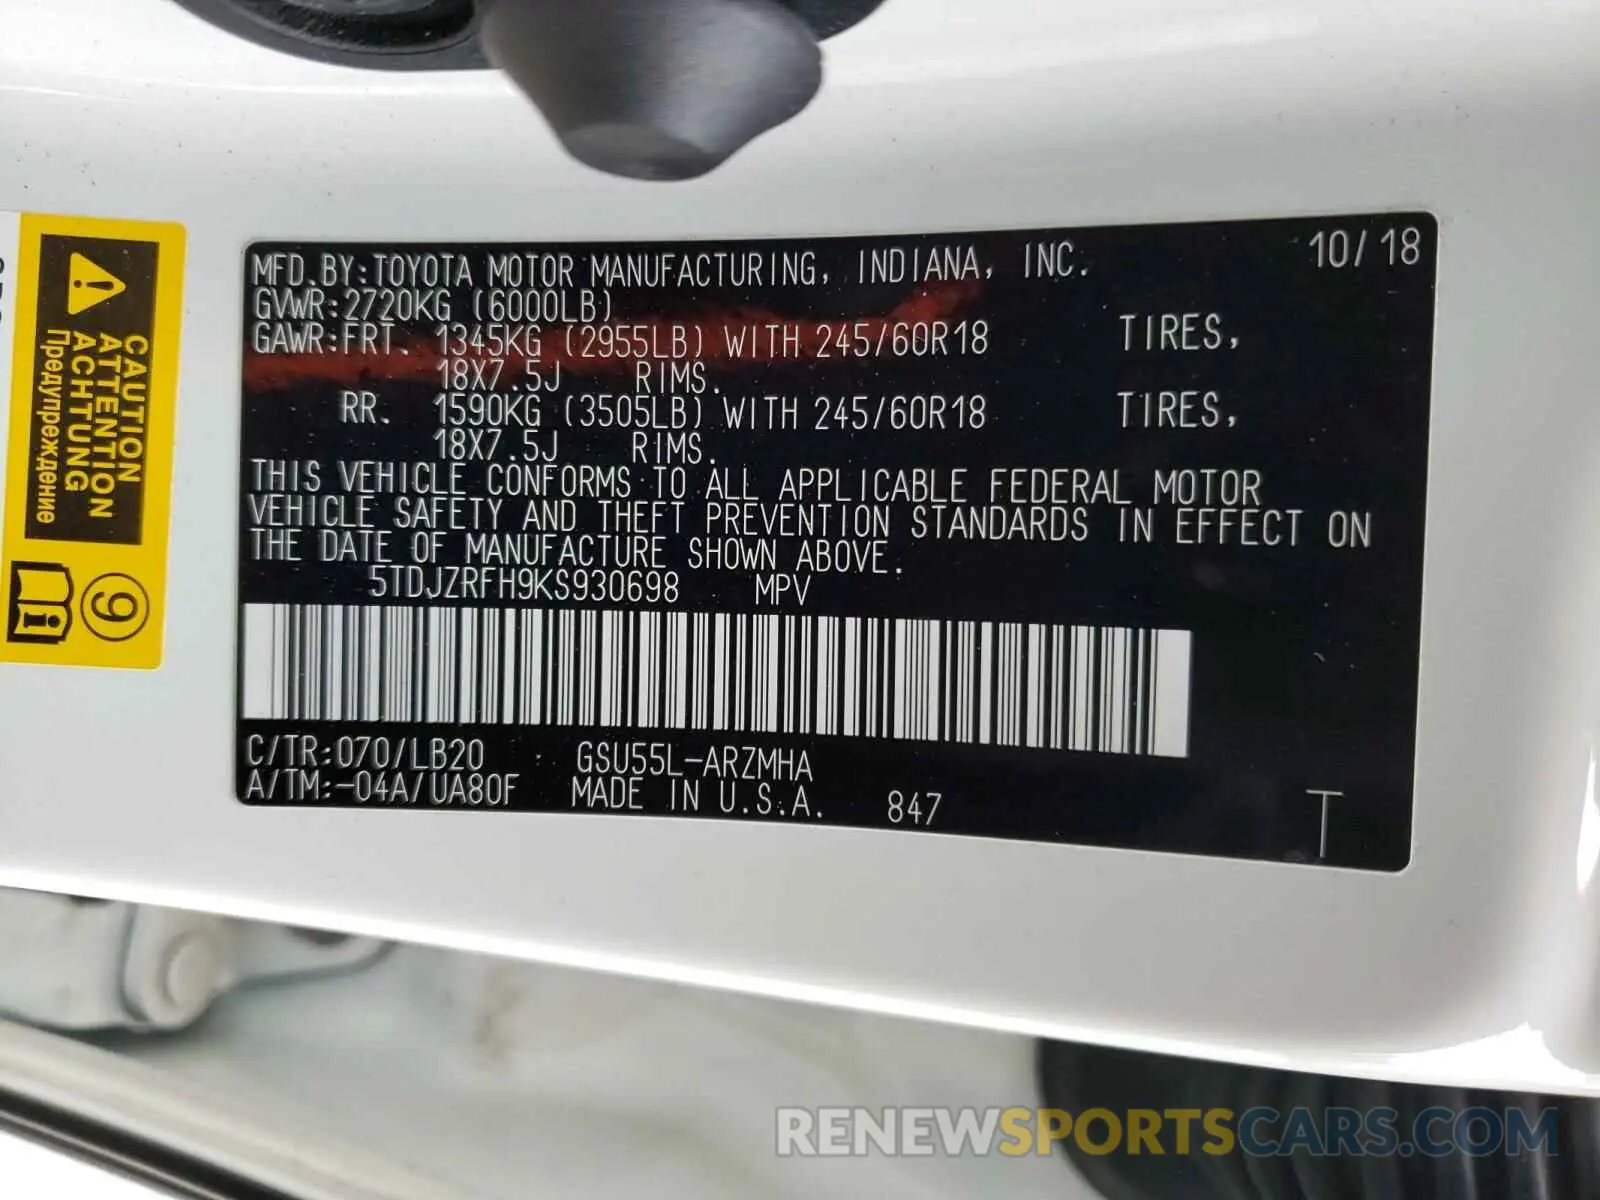 MFD.BY:TOYOTA MOTOR MANUFACTURING, INDIANA, INC. 10/18
GVWR:2720KG (6000LB)
GAWR:FRT. 1345KG (2955LB) WITH 245/60R18 TIRES,
18X7.5J RIMS.
RR. 1590KG (3505LB) WITH 245/60R18 TIRES,
18X7.5J RIMS.
THIS VEHICLE CONFORMS TO ALL APPLICABLE FEDERAL MOTOR
VEHICLE SAFETY AND THEFT PREVENTION STANDARDS IN EFFECT ON
THE DATE OF MANUFACTURE SHOWN ABOVE.
5TDJZRFH9KS930698 MPV
C/TR:070/LB20 GSU55L-ARZMHA
A/TM:-04A/UA80F MADE IN U.S.A. 847 T
CAUTION
ATTENTION
ACHTUNG
Предупреждение
9
RENEWSPORTSCARS.COM